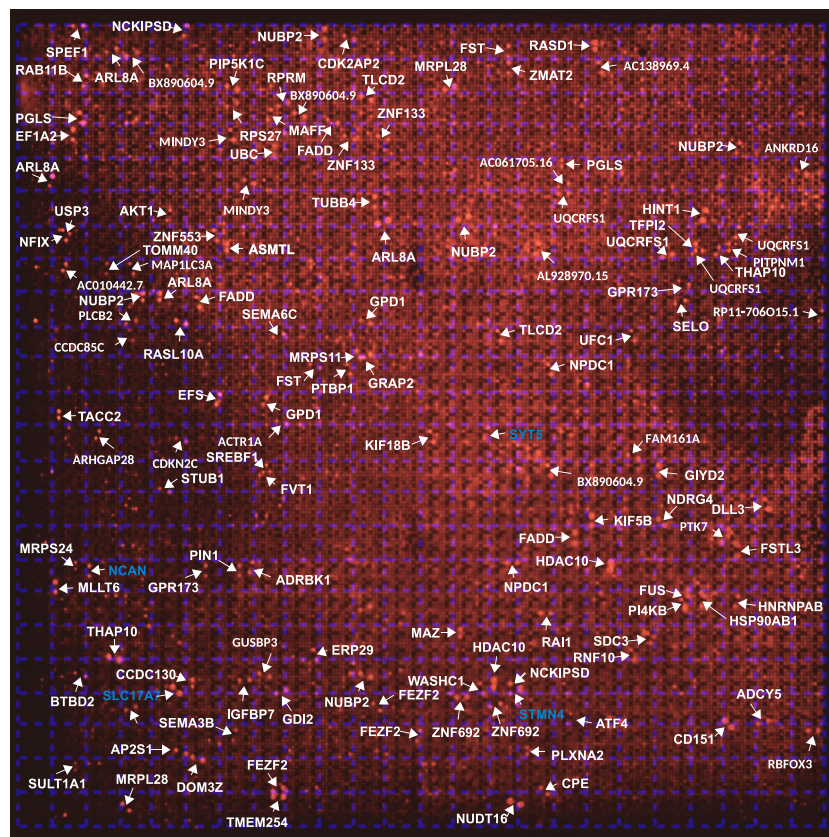 NCKIPSD
NUBP2
SPEF1
CDK2AP2
FST
RASD1
ARL8A
BX890604.9
RAB11B
PIP5K1C
RPRM
BX890604.9
TLCD2
MRPL28
ZMAT2
AC138969.4
PGLS
EF1A2
MINDY3
RPS27
MAFF
UBC
FADD
ZNF133
ZNF133
NUBP2
ANKRD16
ARL8A
AC061705.16
PGLS
MINDY3
TUBB4
UQCRFS1
USP3
AKT1
HINT1
TFPI2
NFIX
ZNF553
TOMM40
ASMTL
NUBP2
ARL8A
UQCRFS1
UQCRFS1
PITPNM1
THAP10
UQCRFS1
MAP1LC3A
AC010442.7
ARL8A
AL928970.15
NUBP2
FADD
GPD1
GPR173
RP11-706O15.1
PLCB2
SEMA6C
SELO
CCDC85C
RASL10A
TLCD2
UFC1
MRPS11
FST
PTBP1
GRAP2
NPDC1
EFS
GPD1
TACC2
ACTR1A
KIF18B
SYT5
FAM161A
ARHGAP28
CDKN2C
SREBF1
STUB1
FVT1
BX890604.9
GIYD2
NDRG4
DLL3
KIF5B
PTK7
FADD
FSTL3
MRPS24
NCAN
PIN1
HDAC10
MLLT6
GPR173
ADRBK1
NPDC1
FUS
PI4KB
HNRNPAB
HSP90AB1
THAP10
GUSBP3
ERP29
MAZ
RAI1
SDC3
HDAC10
RNF10
CCDC130
WASHC1
NCKIPSD
BTBD2
SLC17A7
NUBP2
FEZF2
ADCY5
IGFBP7
GDI2
STMN4
SEMA3B
FEZF2
ZNF692
ZNF692
ATF4
CD151
RBFOX3
AP2S1
PLXNA2
SULT1A1
DOM3Z
FEZF2
CPE
MRPL28
TMEM254
NUDT16